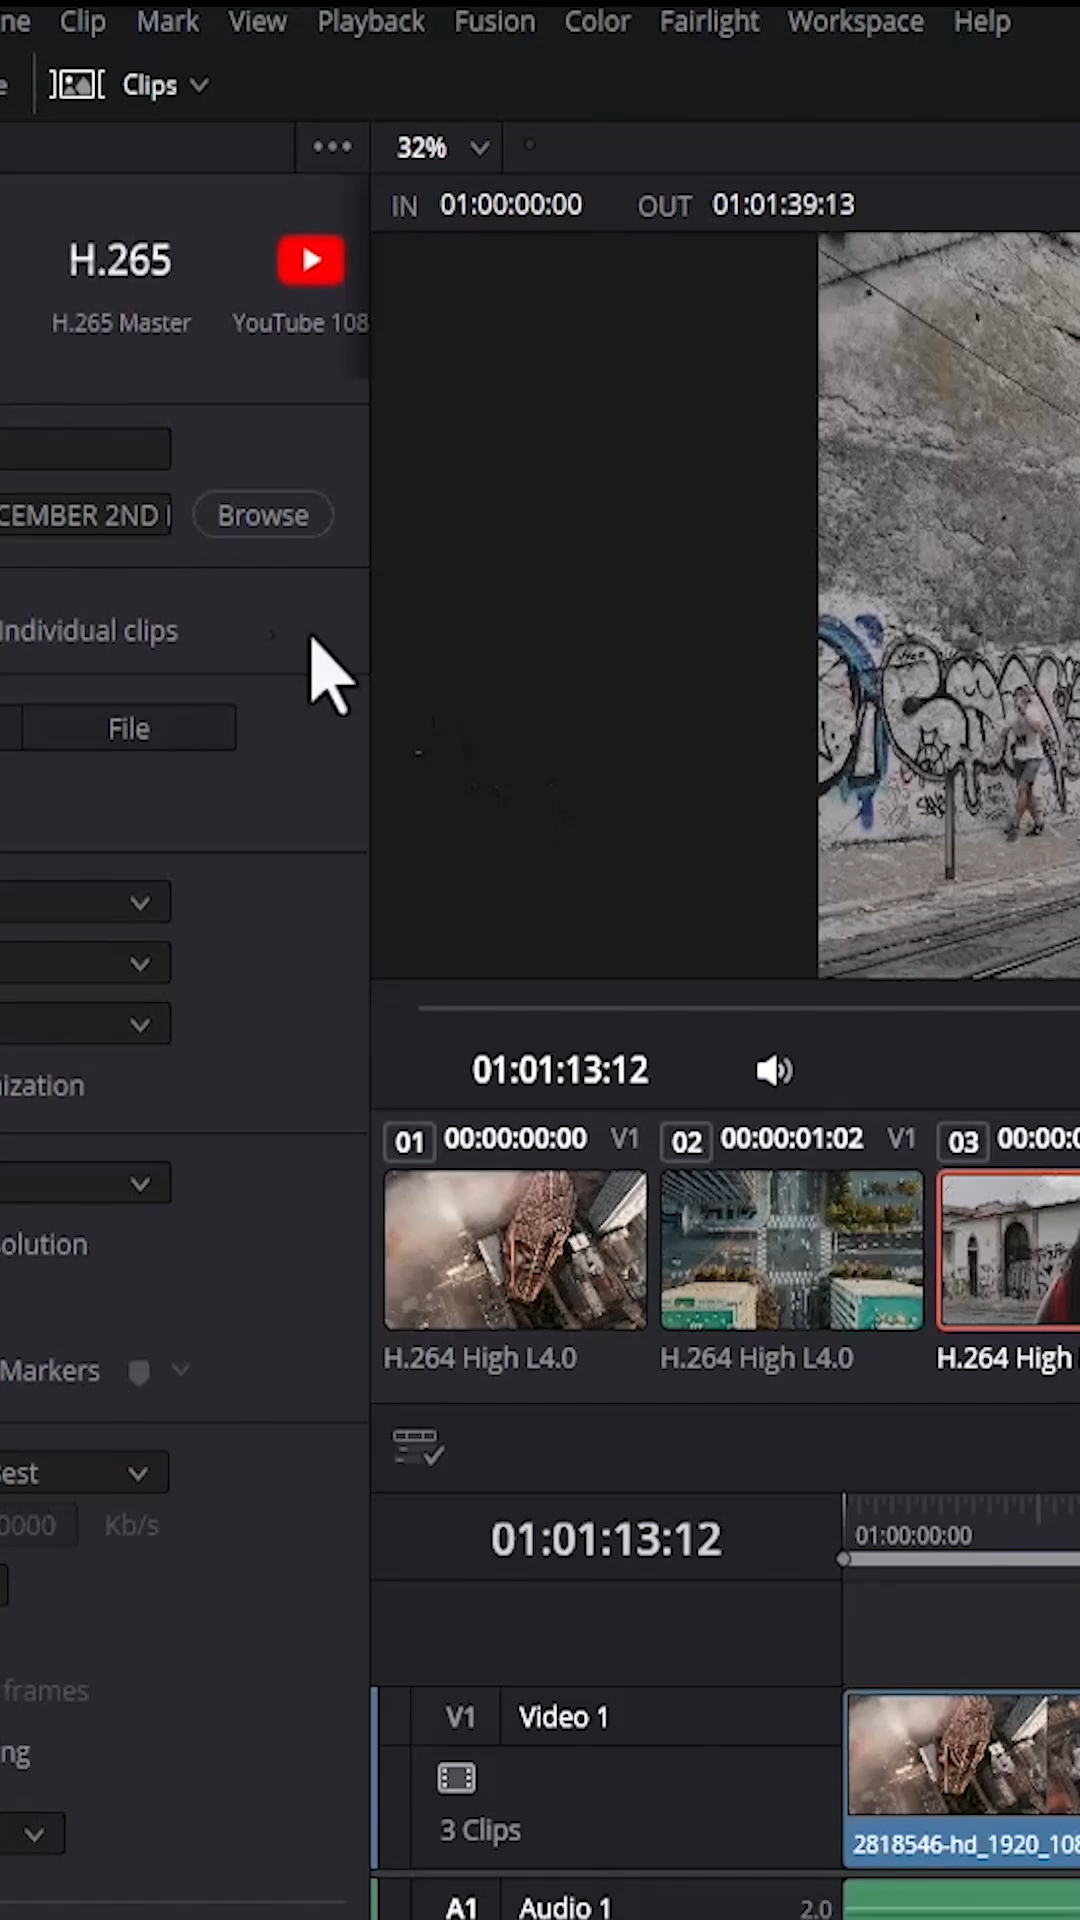 ne Clip Mark View Playback Fusion Color Fairlight Workspace Help
e Clips
32%
IN 01:00:00:00 OUT 01:01:39:13
H.265
H.265 Master YouTube 108
CEMBER 2ND Browse
Individual clips
File
ization
01:01:13:12
01 00:00:00:00 V1 02 00:00:01:02 V1 03 00:00:0
olution
H.264 High L4.0 H.264 High L4.0 H.264 High
Markers
est
0000 Kb/s
01:01:13:12 01:00:00:00
frames
V1 Video 1
ng
3 Clips
2818546-hd_1920_108
A1 Audio 1 2.0